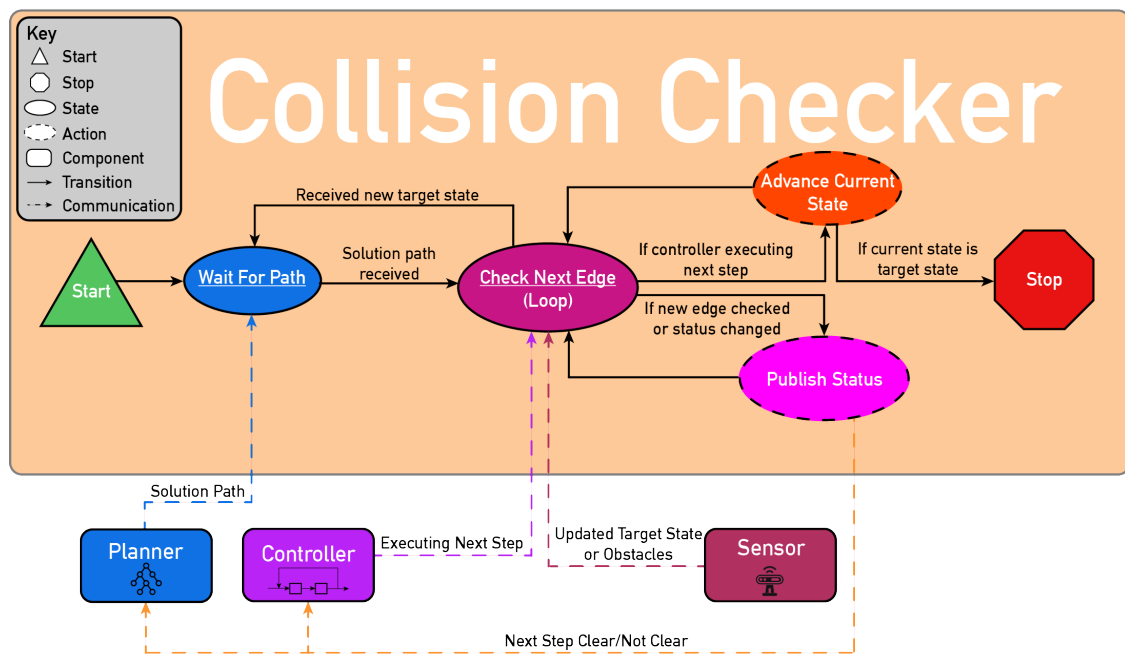 Key
Start
Stop
State
Action
Component
Transition
Communication
Collision Checker
Received new target state
Advance Current
State
Start
Wait For Path
Solution path
received
Check Next Edge
(Loop)
If controller executing
next step
If current state is
target state
Stop
If new edge checked
or status changed
Publish Status
Solution Path
Planner
Controller
Executing Next Step
Updated Target State
or Obstacles
Sensor
Next Step Clear/Not Clear